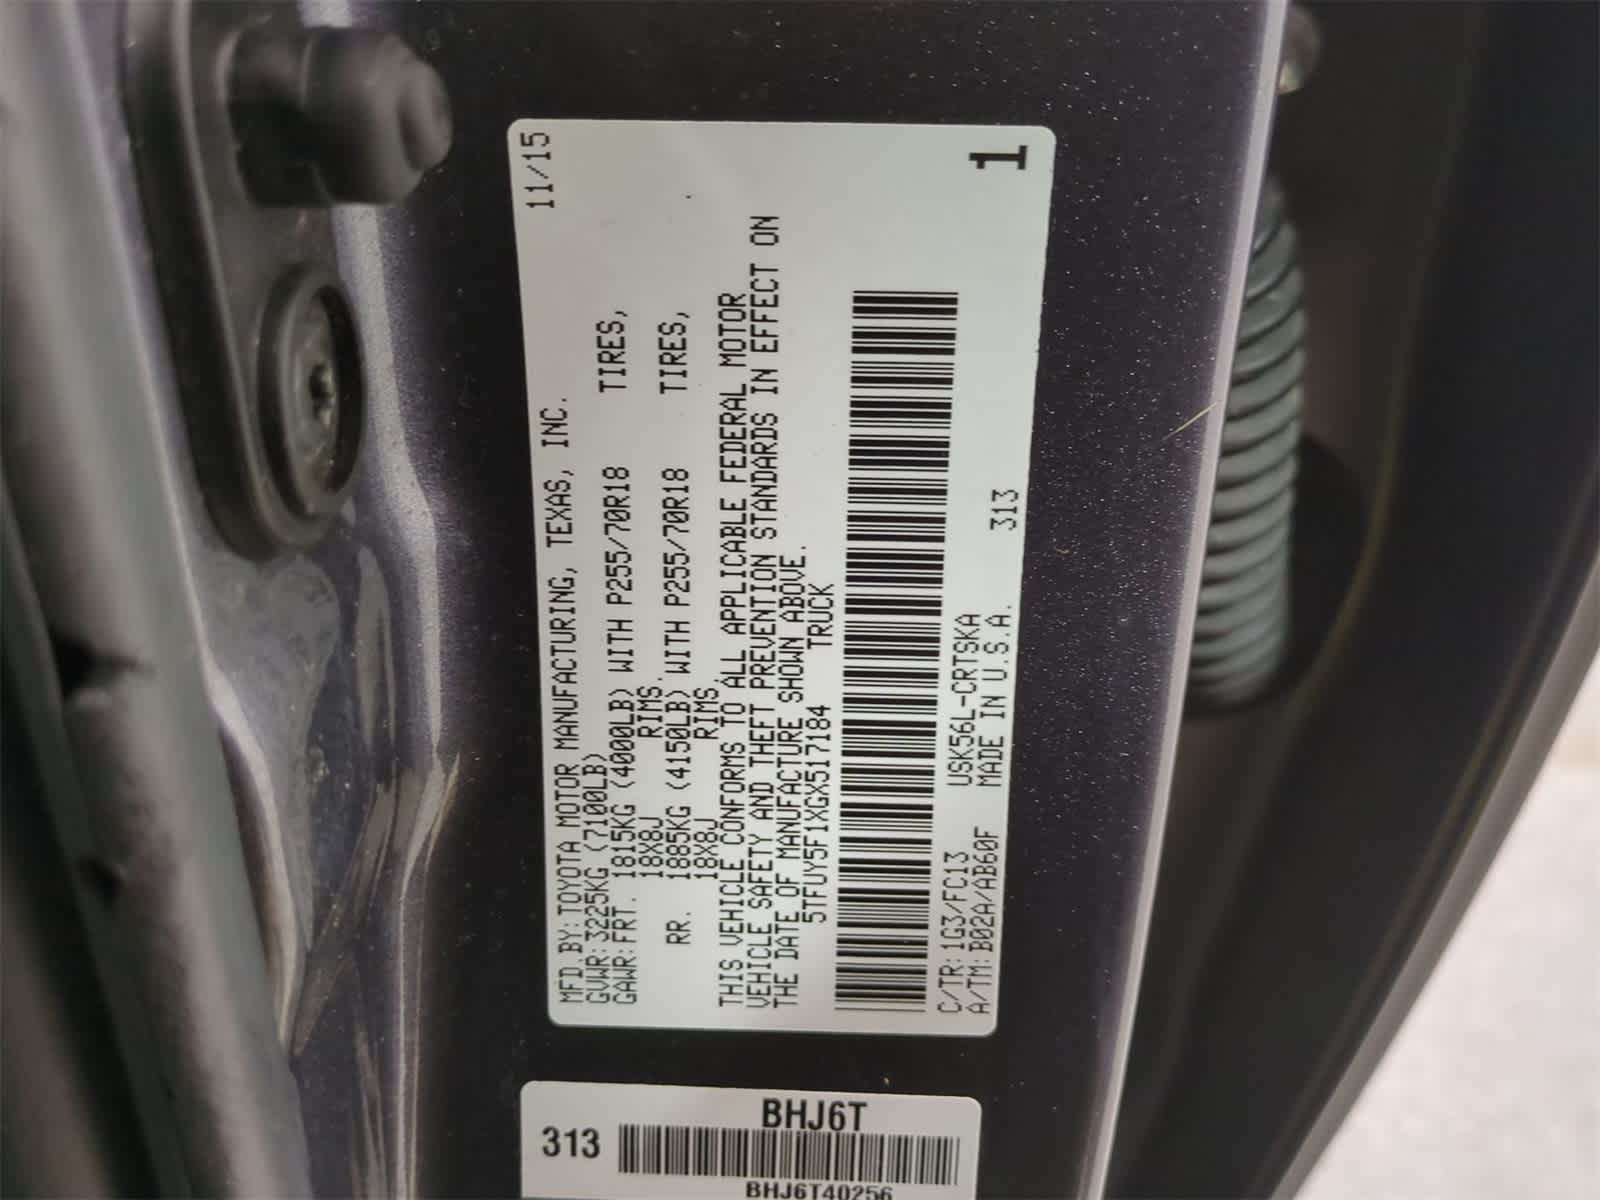 11/15
MFD.BY:TOYOTA MOTOR MANUFACTURING, TEXAS, INC.
GVWR:3225KG (7100LB)
GAWR:FRT. 1815KG (4000LB) WITH P255/70R18 TIRES,
18X8J RIMS.
RR. 1885KG (4150LB) WITH P255/70R18 TIRES,
18X8J RIMS
THIS VEHICLE CONFORMS TO ALL APPLICABLE FEDERAL MOTOR
VEHICLE SAFETY AND THEFT PREVENTION STANDARDS IN EFFECT ON
THE DATE OF MANUFACTURE SHOWN ABOVE.
5TFUY5F1XGX517184 TRUCK
C/TR:1G3/FC13 USK56L-CRTSKA
A/TM:B02A/AB60F MADE IN U.S.A. 313
1
BHJ6T
313
BHJ6T40256